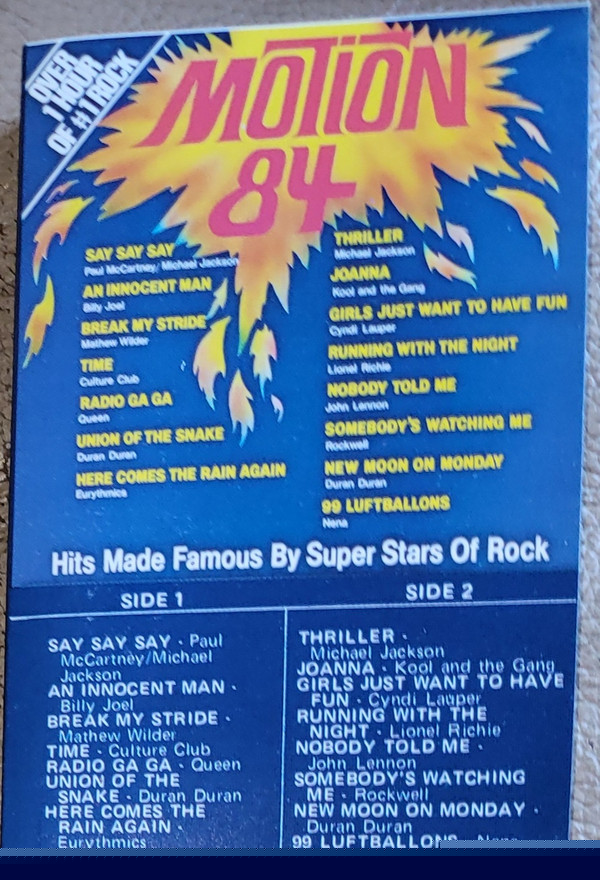 OVER
1 HOUR
OF #1 ROCK
MOTION
84
SAY SAY SAY
Paul McCartney/Michael Jackson
AN INNOCENT MAN
Billy Joel
BREAK MY STRIDE
Mathew Wilder
TIME
Culture Club
RADIO GA GA
Queen
UNION OF THE SNAKE
Duran Duran
HERE COMES THE RAIN AGAIN
Eurythmics
THRILLER
Michael Jackson
JOANNA
Kool and the Gang
GIRLS JUST WANT TO HAVE FUN
Cyndi Lauper
RUNNING WITH THE NIGHT
Lionel Richie
NOBODY TOLD ME
John Lennon
SOMEBODY'S WATCHING ME
Rockwell
NEW MOON ON MONDAY
Duran Duran
99 LUFTBALLONS
Nena
Hits Made Famous By Super Stars Of Rock
SIDE 1
SAY SAY SAY · Paul
McCartney/Michael
Jackson
AN INNOCENT MAN ·
Billy Joel
BREAK MY STRIDE ·
Mathew Wilder
TIME · Culture Club
RADIO GA GA · Queen
UNION OF THE
SNAKE · Duran Duran
HERE COMES THE
RAIN AGAIN ·
Eurythmics
SIDE 2
THRILLER ·
Michael Jackson
JOANNA · Kool and the Gang
GIRLS JUST WANT TO HAVE
FUN · Cyndi Lauper
RUNNING WITH THE
NIGHT · Lionel Richie
NOBODY TOLD ME ·
John Lennon
SOMEBODY'S WATCHING
ME · Rockwell
NEW MOON ON MONDAY ·
Duran Duran
99 LUFTBALLONS · Nena